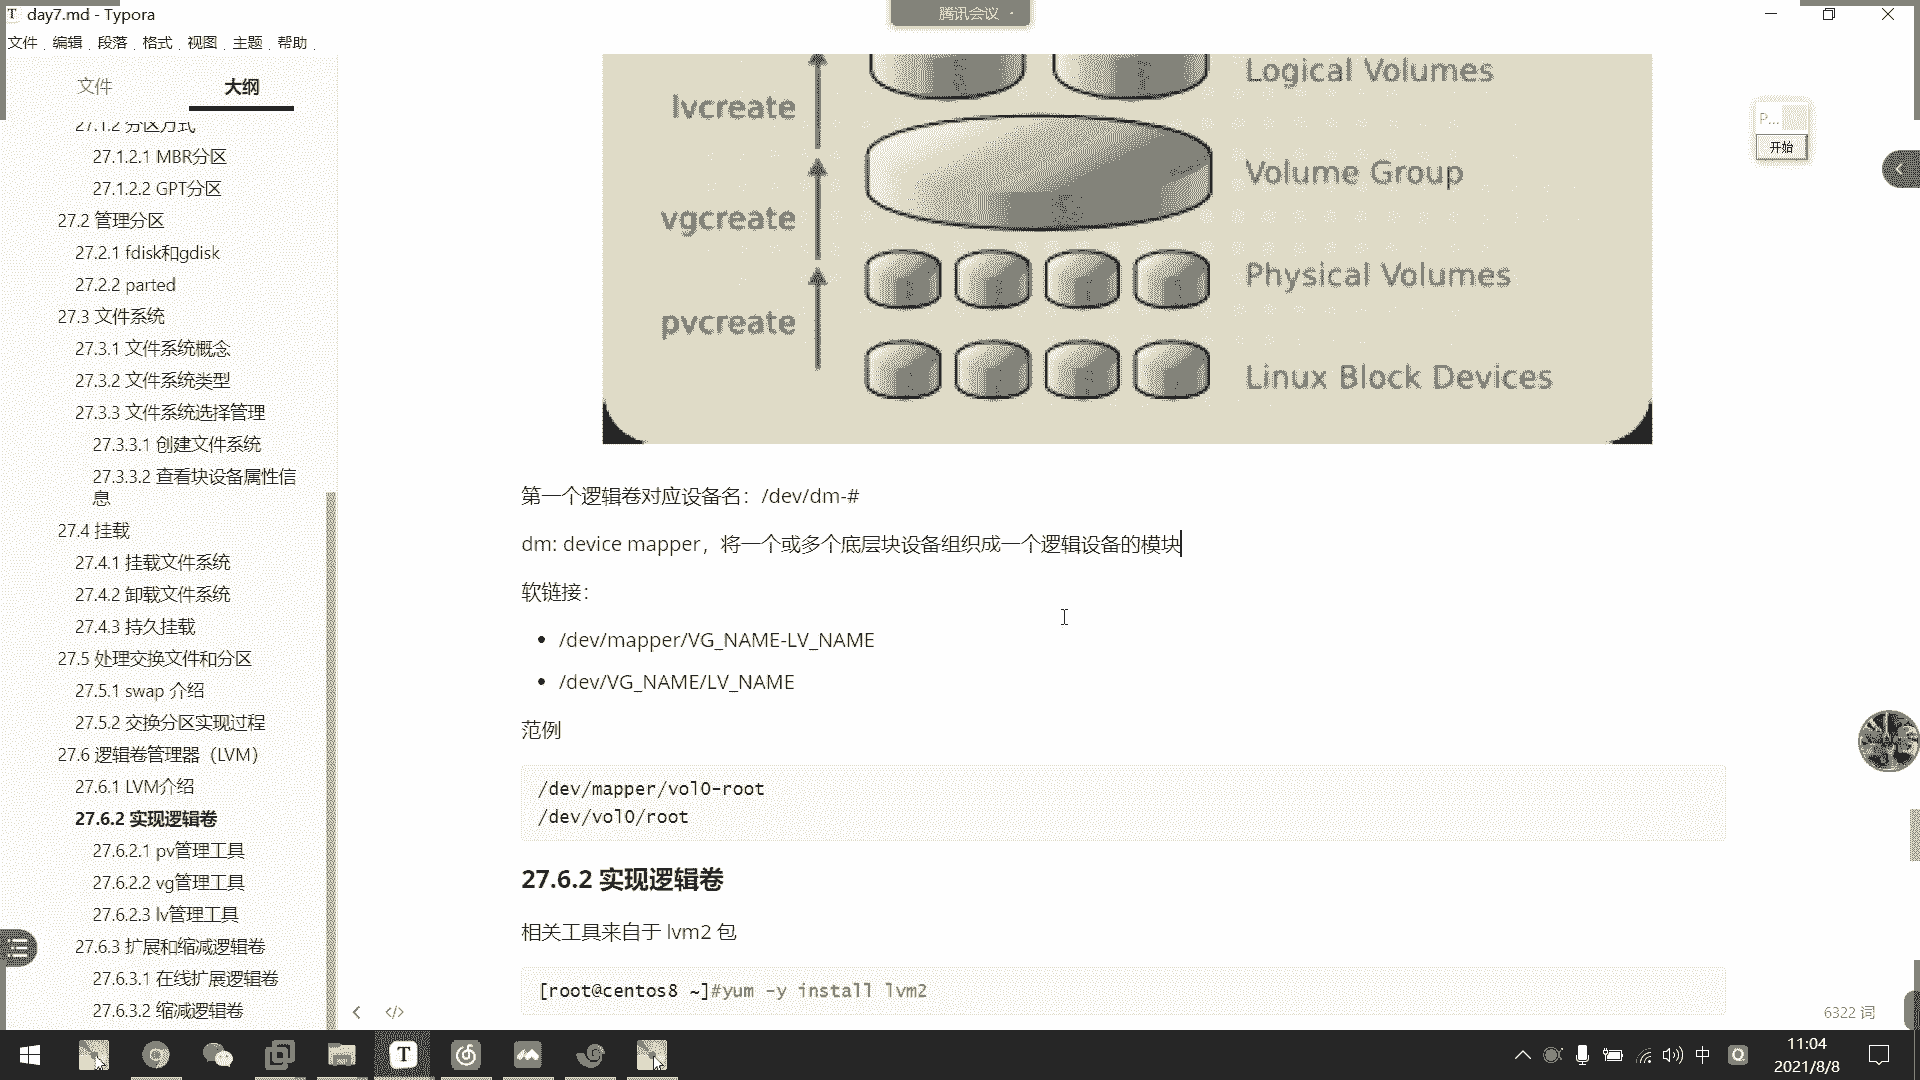 day7.md - Typora
腾讯会议
文件 编辑 段落 格式 视图 主题 帮助
文件 大纲
27.1.2 分区方式
27.1.2.1 MBR分区
27.1.2.2 GPT分区
27.2 管理分区
27.2.1 fdisk和gdisk
27.2.2 parted
27.3 文件系统
27.3.1 文件系统概念
27.3.2 文件系统类型
27.3.3 文件系统选择管理
27.3.3.1 创建文件系统
27.3.3.2 查看块设备属性信
息
27.4 挂载
27.4.1 挂载文件系统
27.4.2 卸载文件系统
27.4.3 持久挂载
27.5 处理交换文件和分区
27.5.1 swap 介绍
27.5.2 交换分区实现过程
27.6 逻辑卷管理器（LVM）
27.6.1 LVM介绍
27.6.2 实现逻辑卷
27.6.2.1 pv管理工具
27.6.2.2 vg管理工具
27.6.2.3 lv管理工具
27.6.3 扩展和缩减逻辑卷
27.6.3.1 在线扩展逻辑卷
27.6.3.2 缩减逻辑卷
Logical Volumes
lvcreate
Volume Group
vgcreate
Physical Volumes
pvcreate
Linux Block Devices
P...
开始
第一个逻辑卷对应设备名：/dev/dm-#
dm: device mapper，将一个或多个底层块设备组织成一个逻辑设备的模块
软链接：
/dev/mapper/VG_NAME-LV_NAME
/dev/VG_NAME/LV_NAME
范例
/dev/mapper/vol0-root
/dev/vol0/root
27.6.2 实现逻辑卷
相关工具来自于 lvm2 包
[root@centos8 ~]#yum -y install lvm2
</> 6322 词
中
11:04
2021/8/8